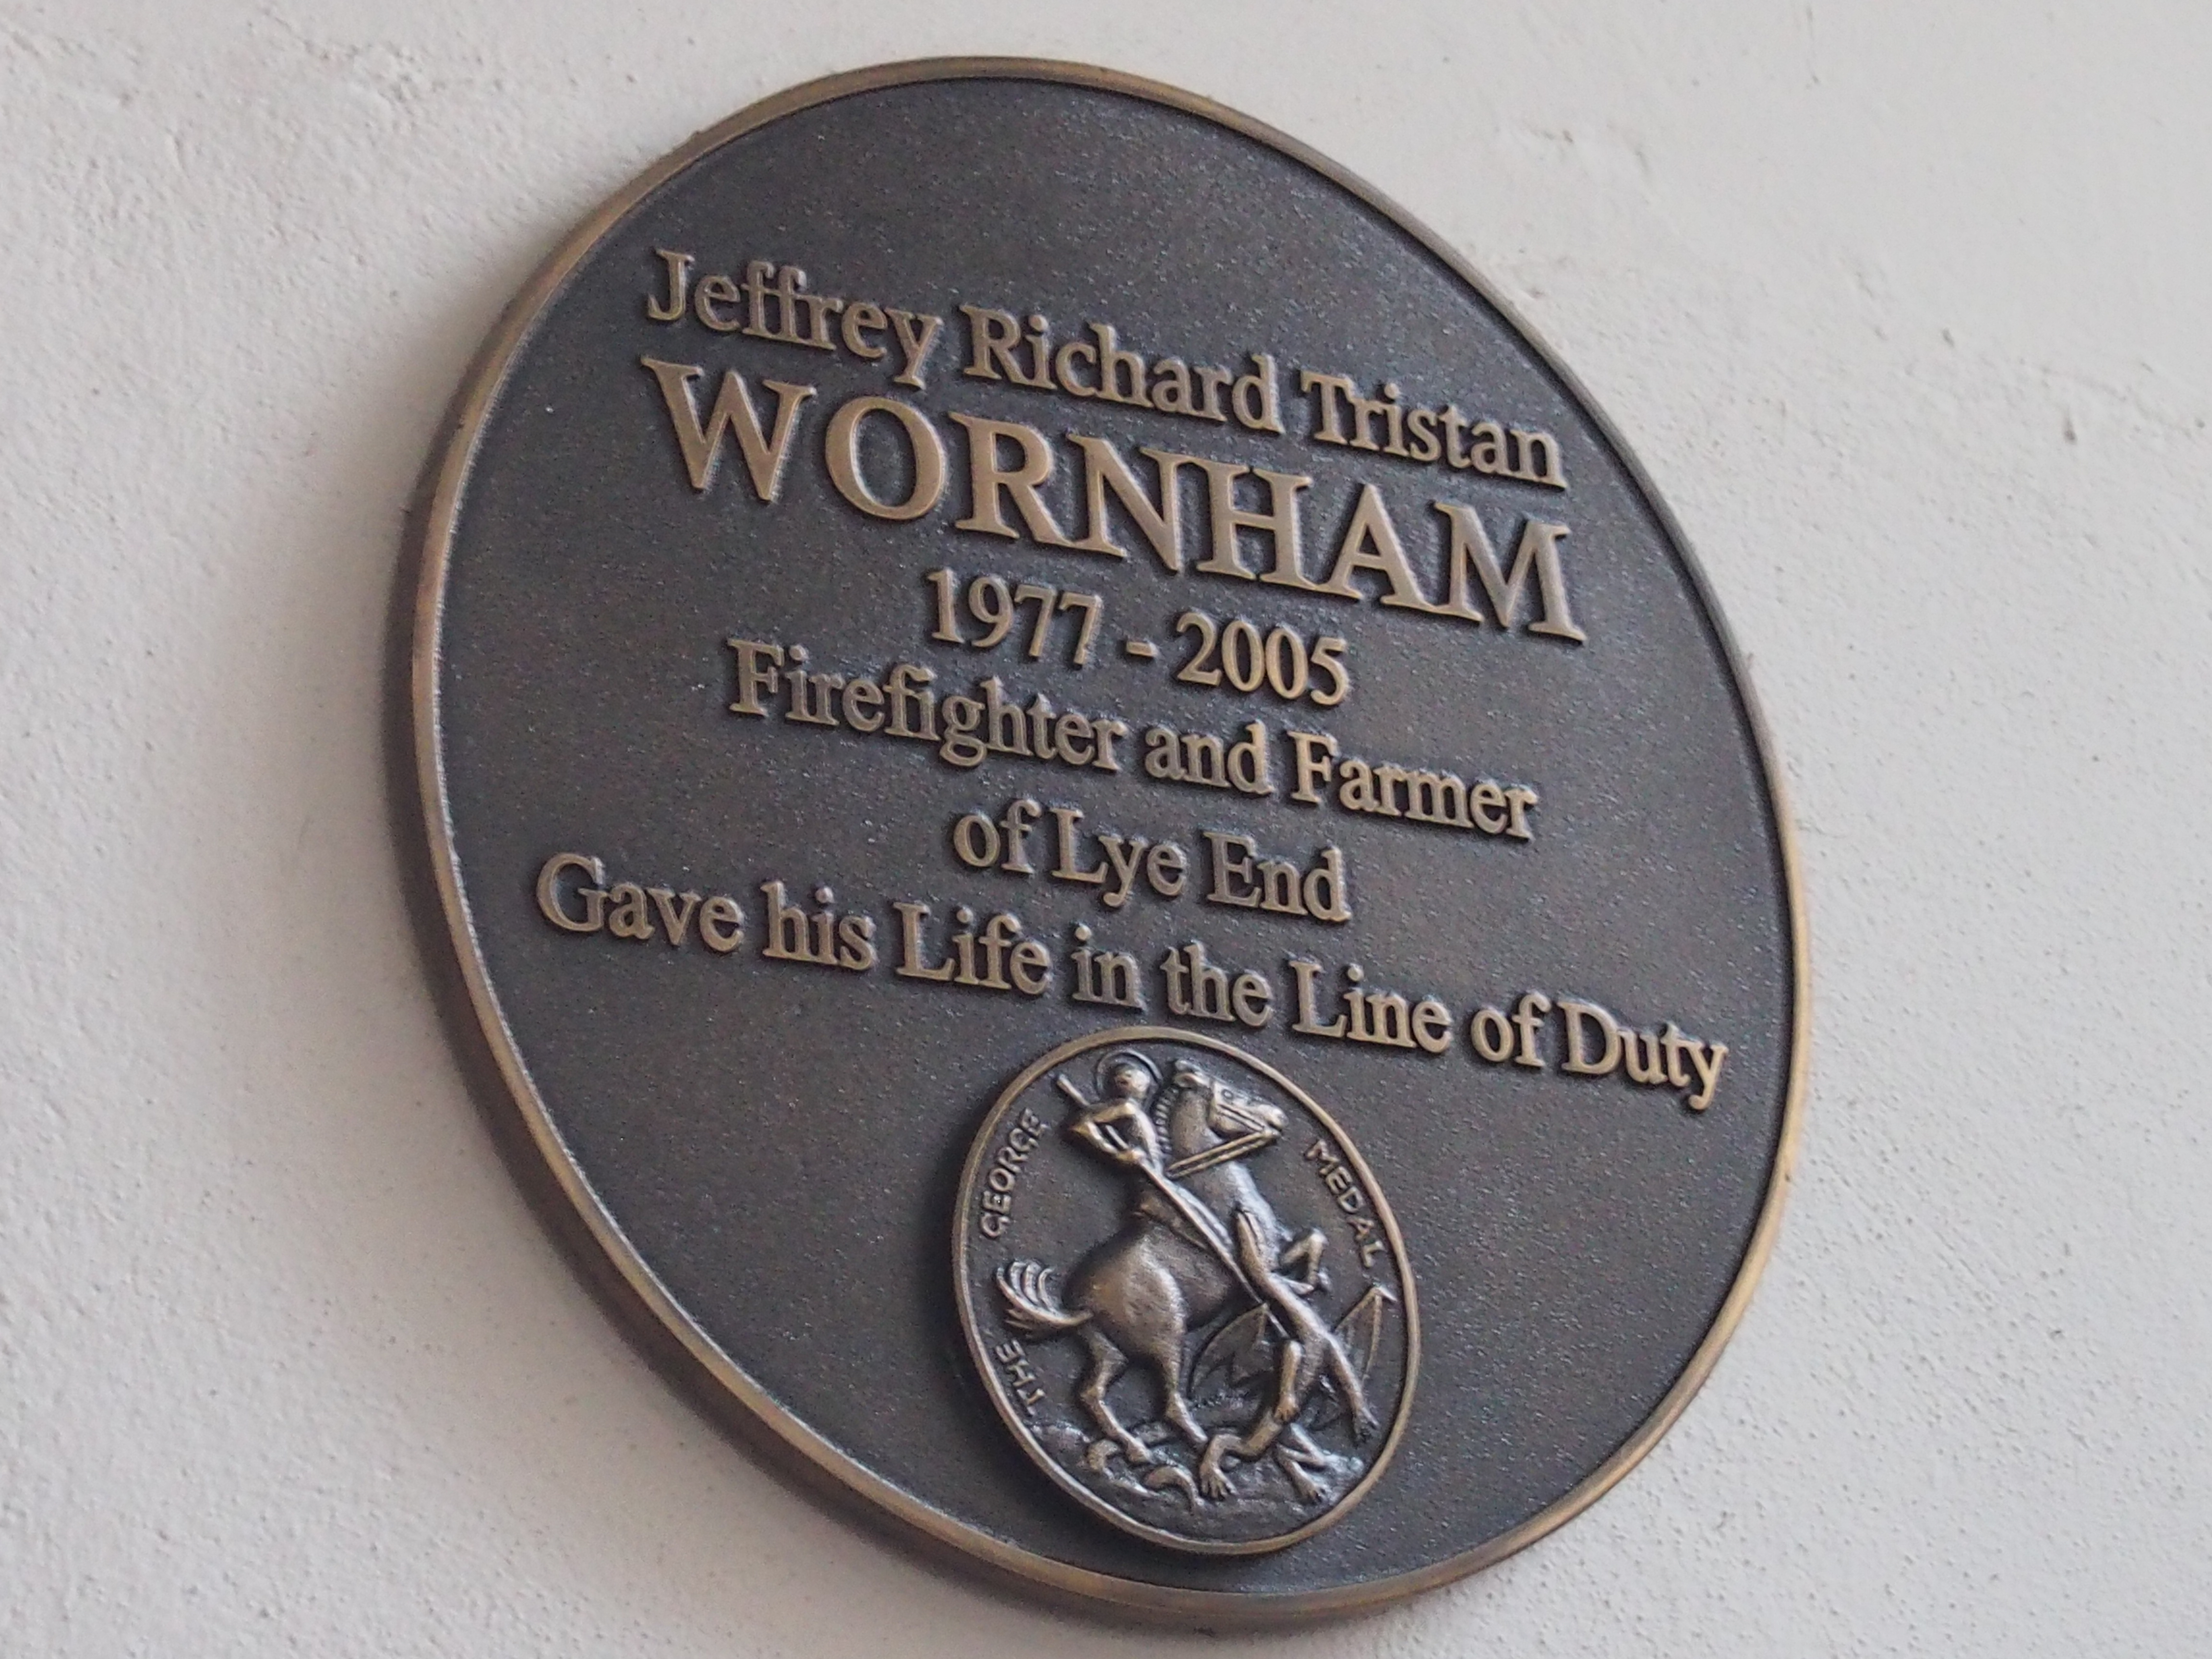 Jeffrey Richard Tristan
WORNHAM
1977 - 2005
Firefighter and Farmer
of Lye End
Gave his Life in the Line of Duty
THE GEORGE MEDAL